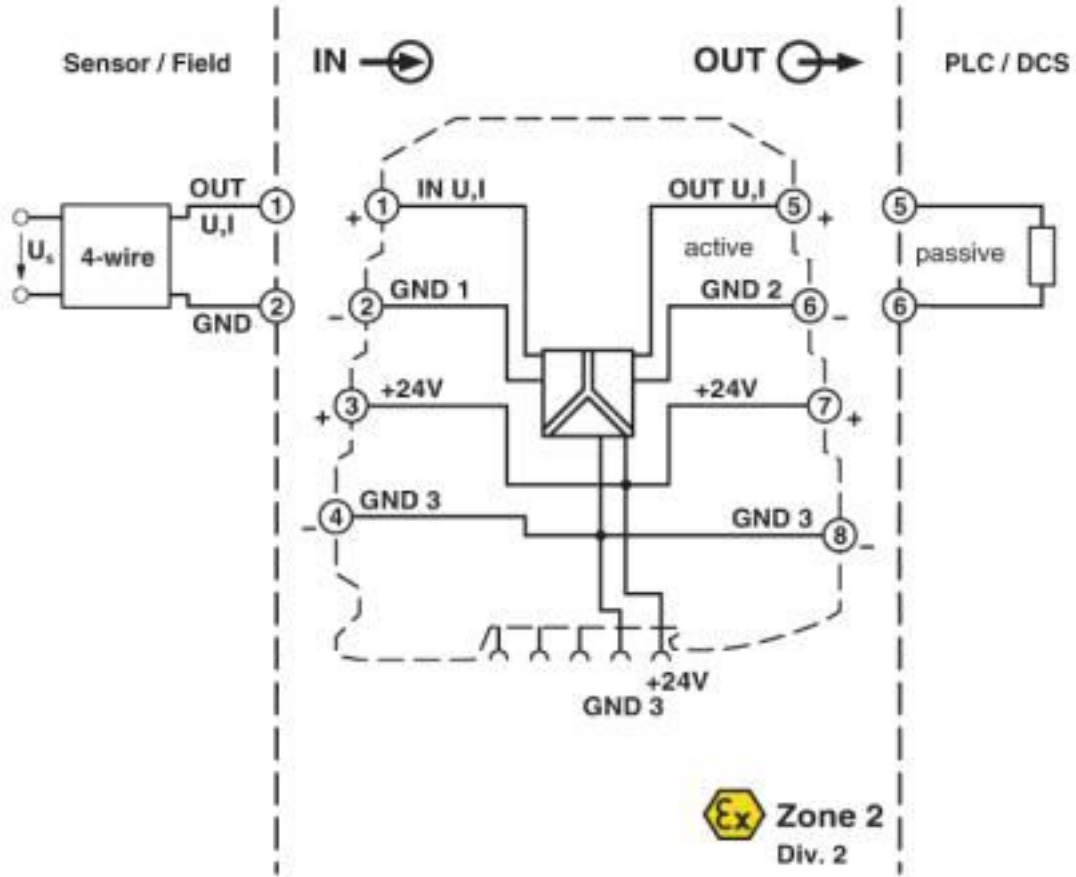 Sensor / Field
IN
OUT
PLC / DCS
OUT
1
U,I
Us
4-wire
2
GND
1
IN U,I
OUT U,I
5
+
+
active
2
GND 1
GND 2
6
–
–
3
+24V
+24V
7
+
+
4
GND 3
GND 3
8
–
–
+24V
GND 3
5
passive
6
Ex
Zone 2
Div. 2